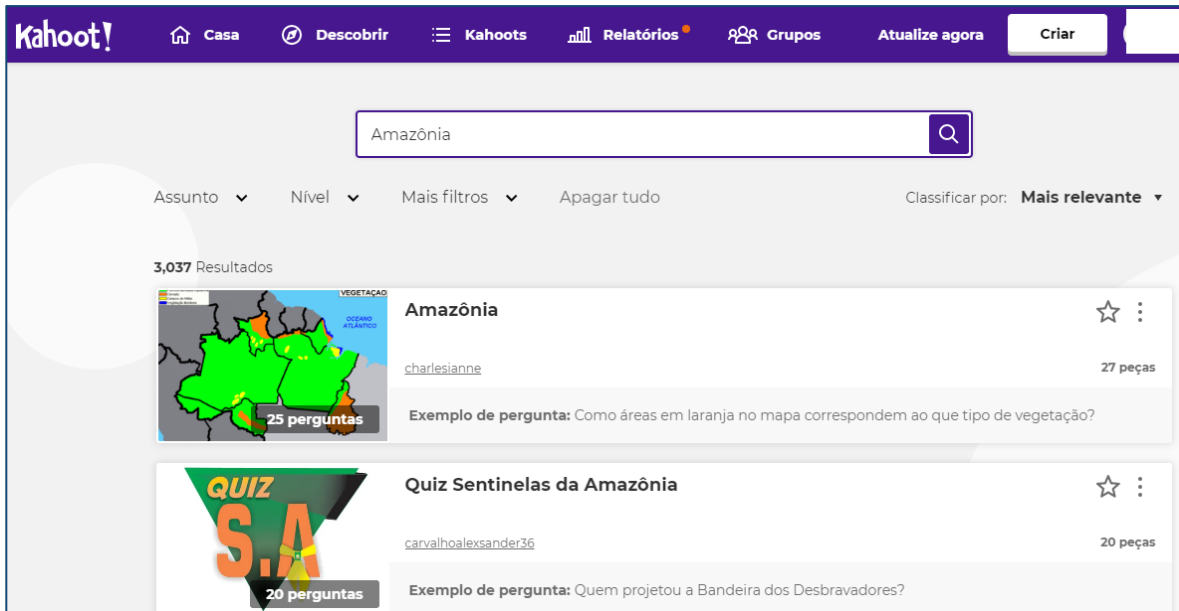 Kahoot! Casa Descobrir Kahoots Relatórios Grupos Atualize agora Criar
Amazônia
Assunto Nível Mais filtros Apagar tudo Classificar por: Mais relevante
3,037 Resultados
VEGETAÇÃO
OCEANO
ATLÂNTICO
25 perguntas
Amazônia
charlesianne 27 peças
Exemplo de pergunta: Como áreas em laranja no mapa correspondem ao que tipo de vegetação?
QUIZ
S.A
20 perguntas
Quiz Sentinelas da Amazônia
carvalhoalexsander36 20 peças
Exemplo de pergunta: Quem projetou a Bandeira dos Desbravadores?